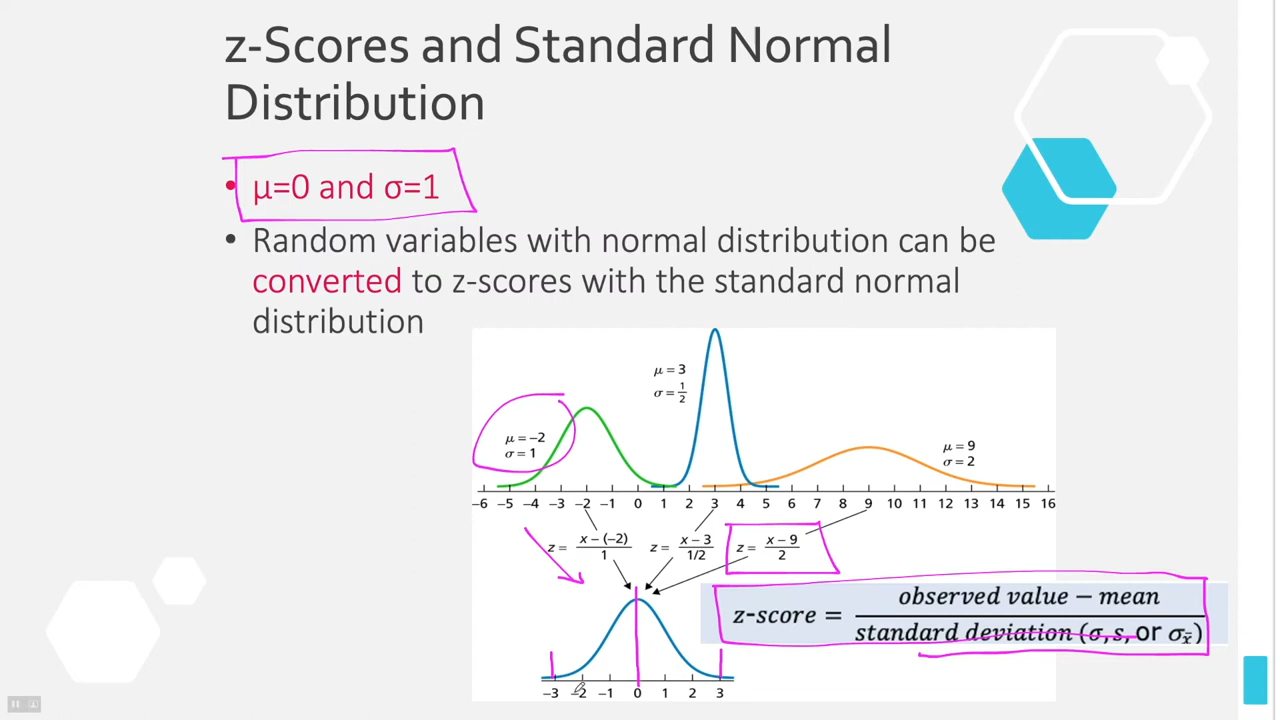 z-Scores and Standard Normal
Distribution
• μ=0 and σ=1
• Random variables with normal distribution can be
converted to z-scores with the standard normal
distribution
μ = 3
σ = 1/2
μ = −2
σ = 1
μ = 9
σ = 2
−6 −5 −4 −3 −2 −1 0 1 2 3 4 5 6 7 8 9 10 11 12 13 14 15 16
z = x − (−2) / 1 z = x − 3 / 1/2 z = x − 9 / 2
z-score = observed value − mean / standard deviation (σ, s, or σx̄)
−3 −2 −1 0 1 2 3